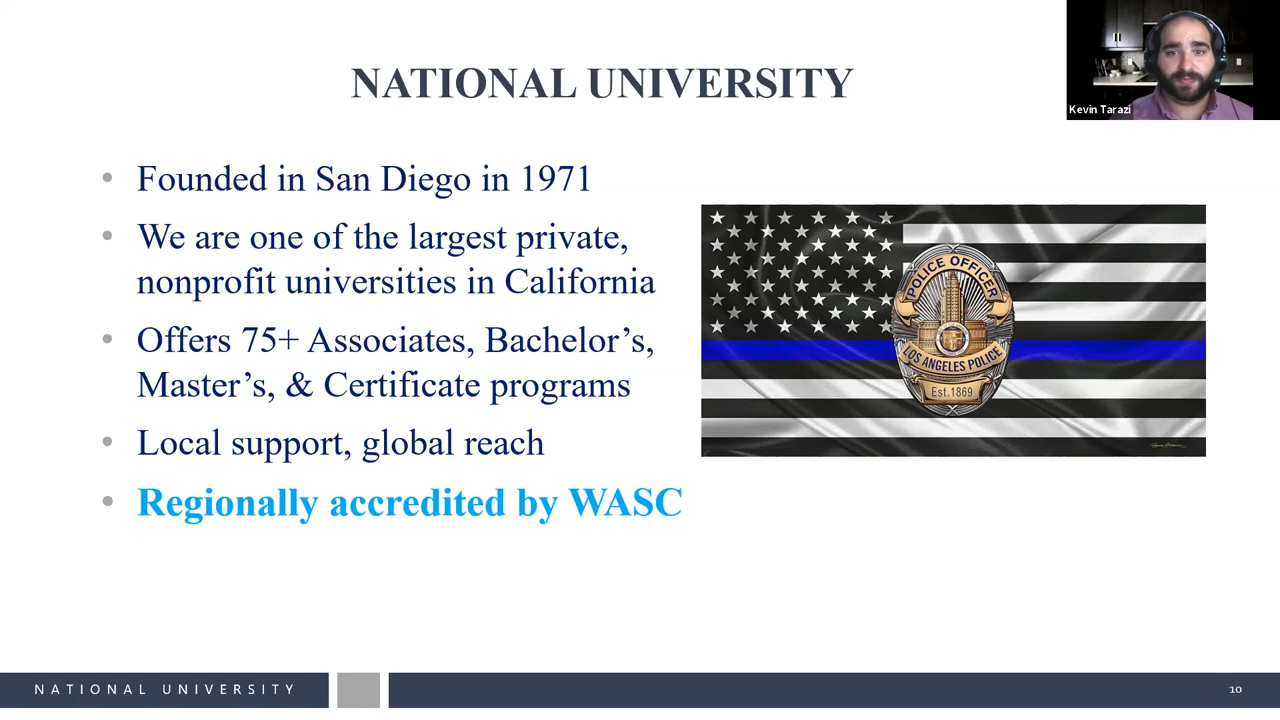 NATIONAL UNIVERSITY
Kevin Tarazi
• Founded in San Diego in 1971
• We are one of the largest private,
nonprofit universities in California
• Offers 75+ Associates, Bachelor’s,
Master’s, & Certificate programs
• Local support, global reach
• Regionally accredited by WASC
POLICE OFFICER
LOS ANGELES POLICE
Est.1869
NATIONAL UNIVERSITY
10